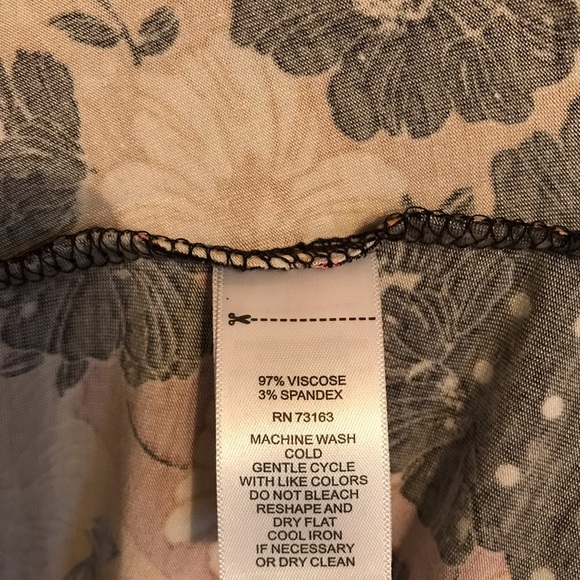 97% VISCOSE
3% SPANDEX
RN 73163
MACHINE WASH
COLD
GENTLE CYCLE
WITH LIKE COLORS
DO NOT BLEACH
RESHAPE AND
DRY FLAT
COOL IRON
IF NECESSARY
OR DRY CLEAN